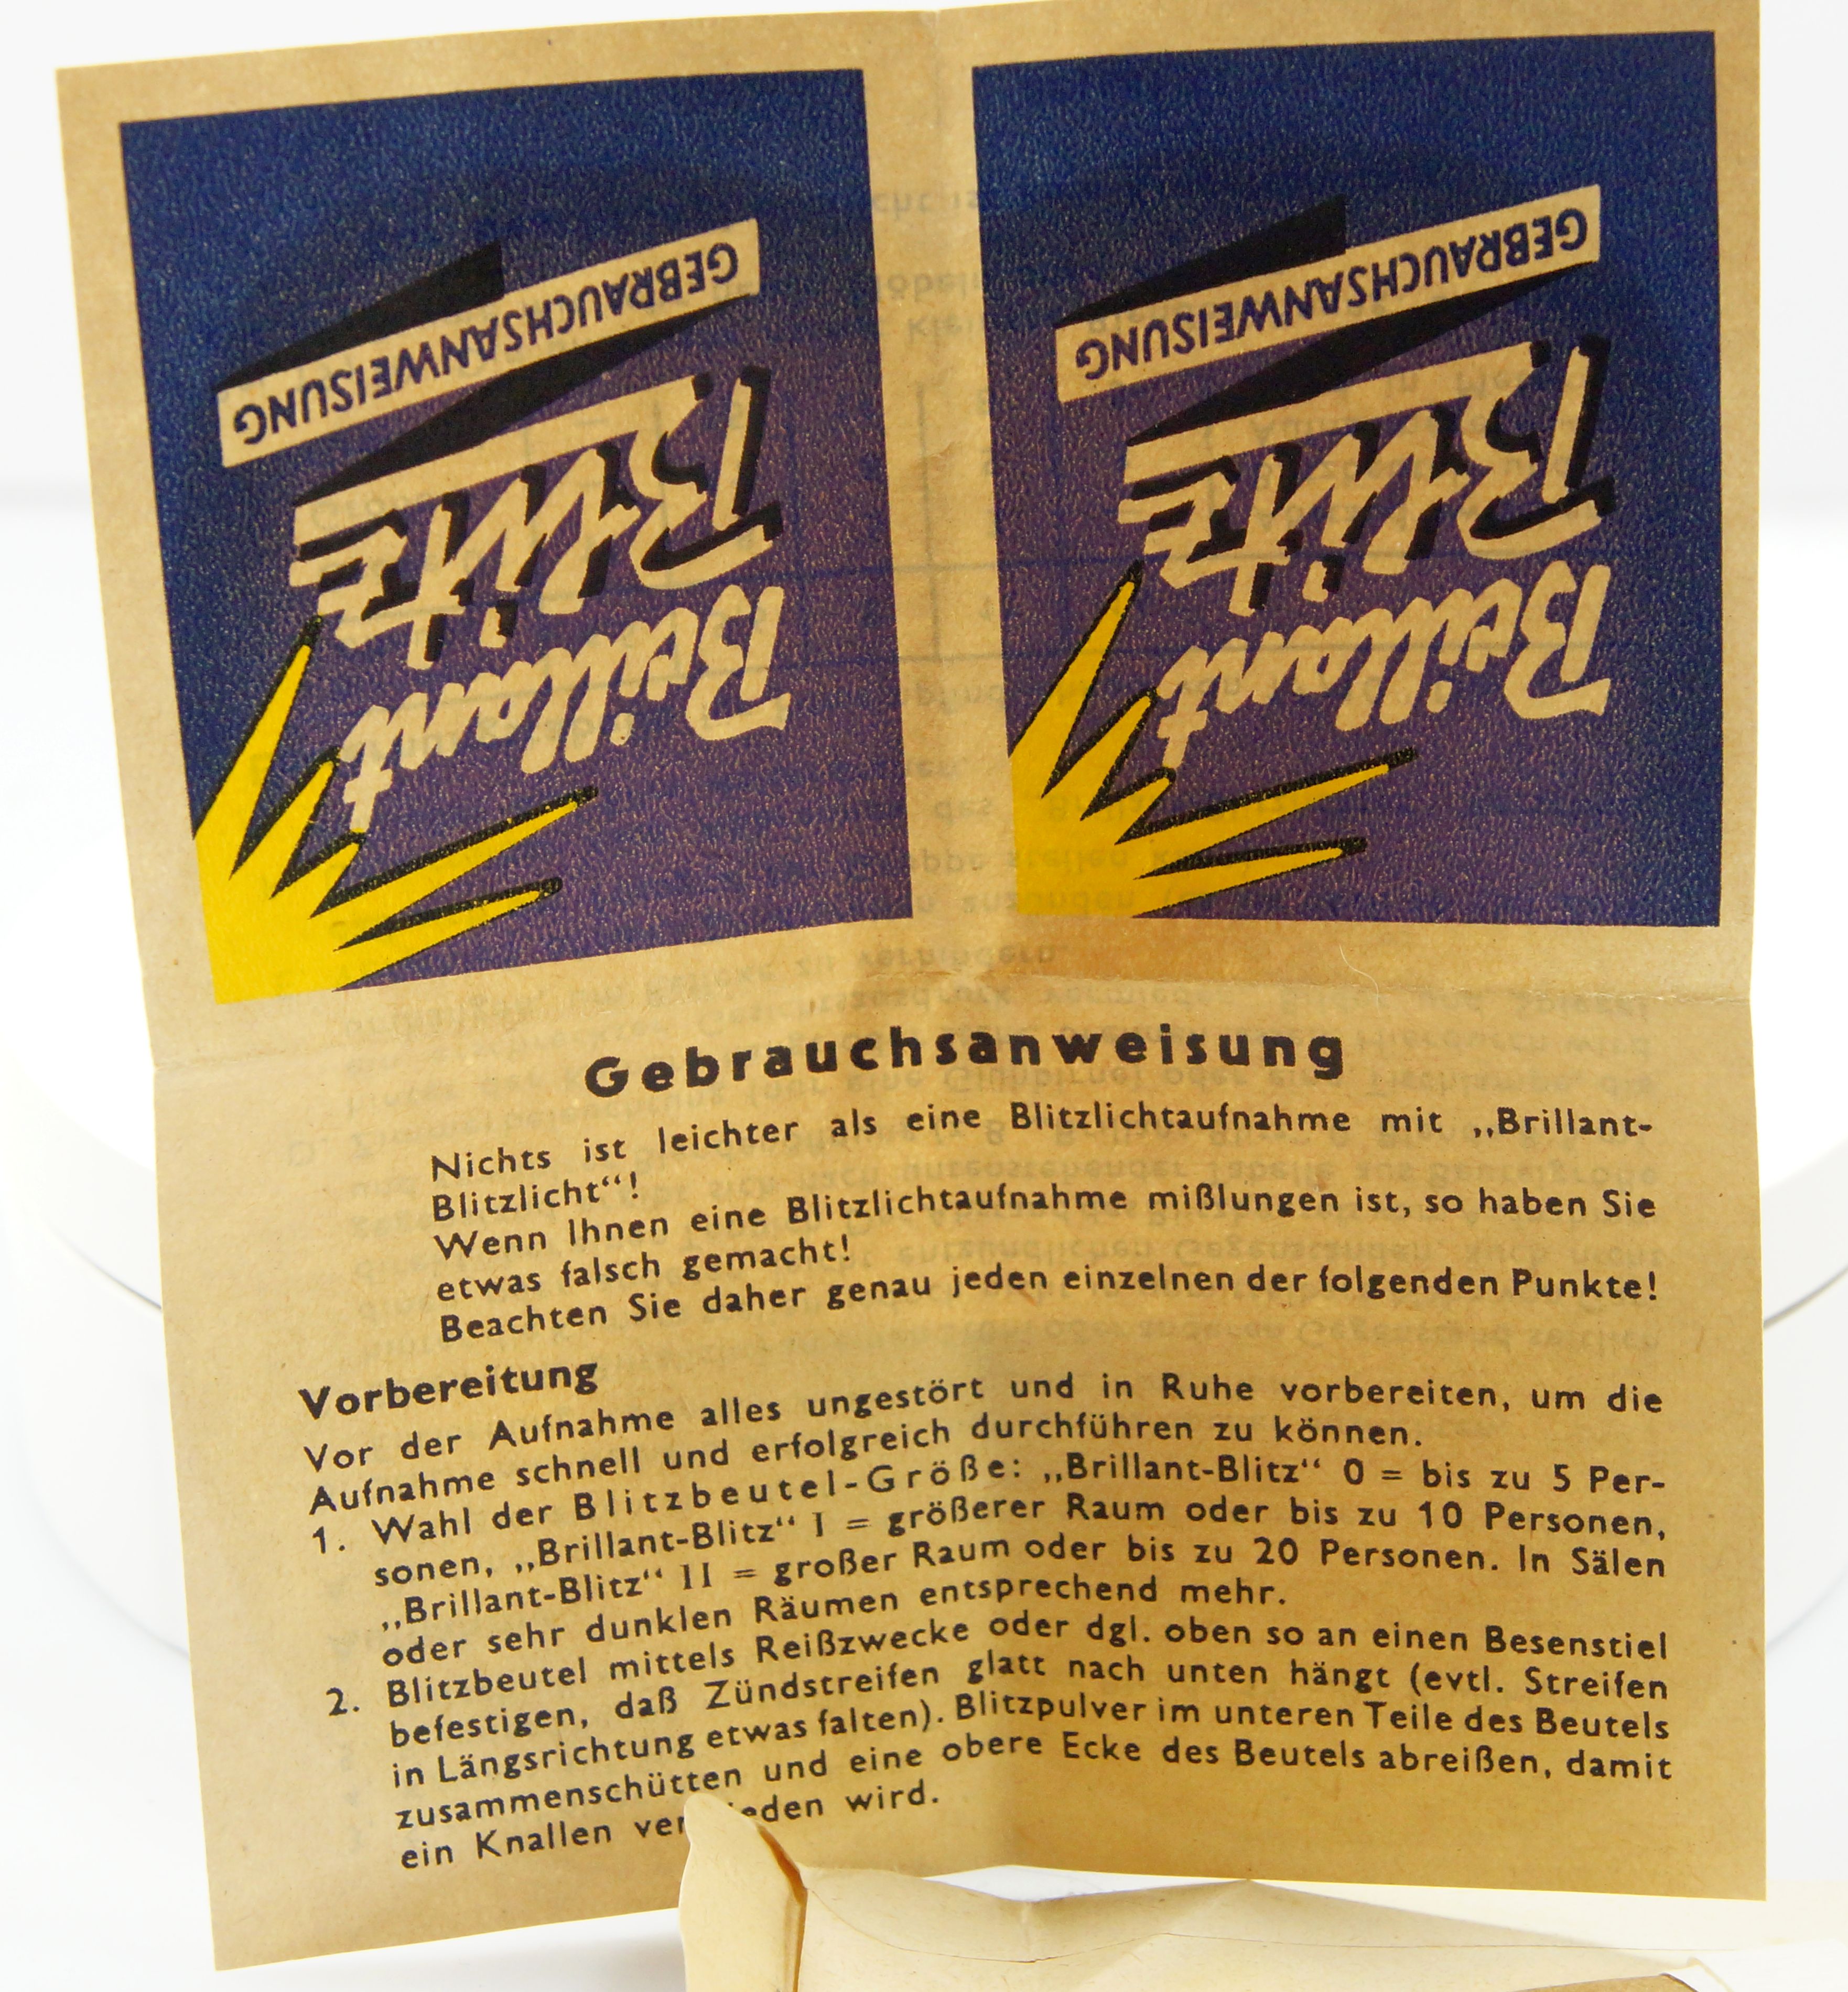 Brillant
Blitz
GEBRAUCHSANWEISUNG
Brillant
Blitz
GEBRAUCHSANWEISUNG
Gebrauchsanweisung
Nichts ist leichter als eine Blitzlichtaufnahme mit „Brillant-
Blitzlicht“!
Wenn Ihnen eine Blitzlichtaufnahme mißlungen ist, so haben Sie
etwas falsch gemacht!
Beachten Sie daher genau jeden einzelnen der folgenden Punkte!
Vorbereitung
Vor der Aufnahme alles ungestört und in Ruhe vorbereiten, um die
Aufnahme schnell und erfolgreich durchführen zu können.
1. Wahl der Blitzbeutel-Größe: „Brillant-Blitz“ 0 = bis zu 5 Per-
sonen, „Brillant-Blitz“ I = größerer Raum oder bis zu 10 Personen,
„Brillant-Blitz“ II = großer Raum oder bis zu 20 Personen. In Sälen
oder sehr dunklen Räumen entsprechend mehr.
2. Blitzbeutel mittels Reißzwecke oder dgl. oben so an einen Besenstiel
befestigen, daß Zündstreifen glatt nach unten hängt (evtl. Streifen
in Längsrichtung etwas falten). Blitzpulver im unteren Teile des Beutels
zusammenschütten und eine obere Ecke des Beutels abreißen, damit
ein Knallen wird.